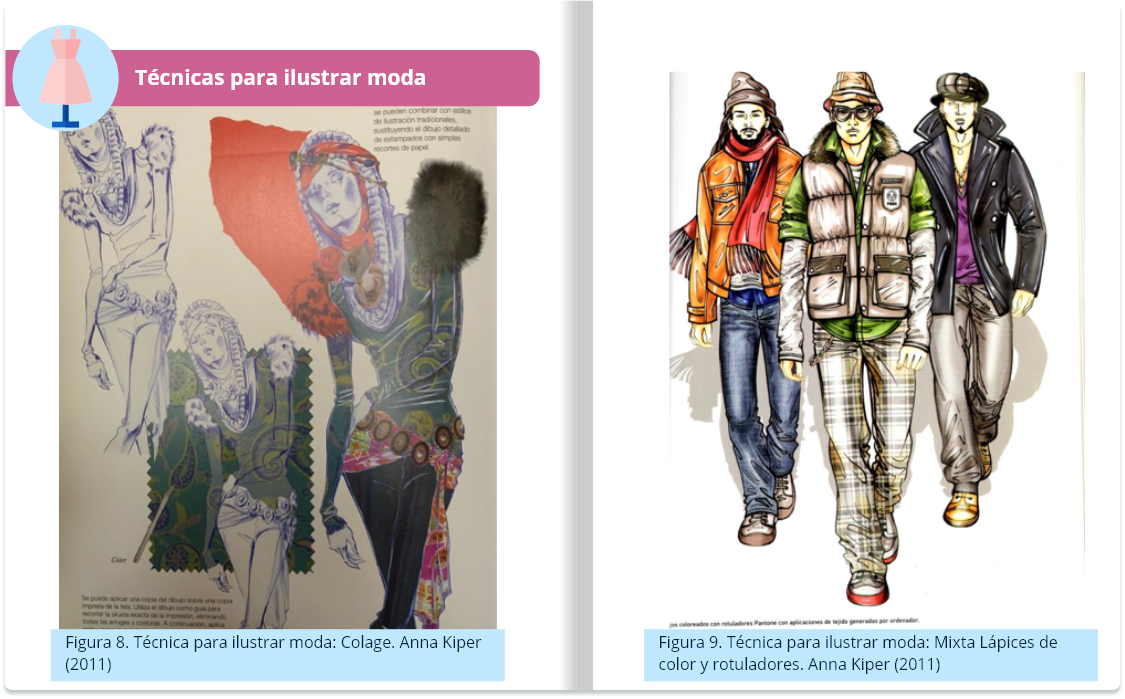 Técnicas para ilustrar moda
se pueden combinar con estilos
de ilustración tradicionales,
sustituyendo el dibujo detallado
de estampados con simples
recortes de papel.
Cúter
Se puede aplicar una copia del dibujo sobre una copia
impresa de la tela. Utiliza el dibujo como guía para
recortar la silueta exacta de la impresión, eliminando
todas las arrugas y costuras. A continuación, aplica
Figura 8. Técnica para ilustrar moda: Colage. Anna Kiper
(2011)
jos coloreados con rotuladores Pantone con aplicaciones de tejido generadas por ordenador.
Figura 9. Técnica para ilustrar moda: Mixta Lápices de
color y rotuladores. Anna Kiper (2011)